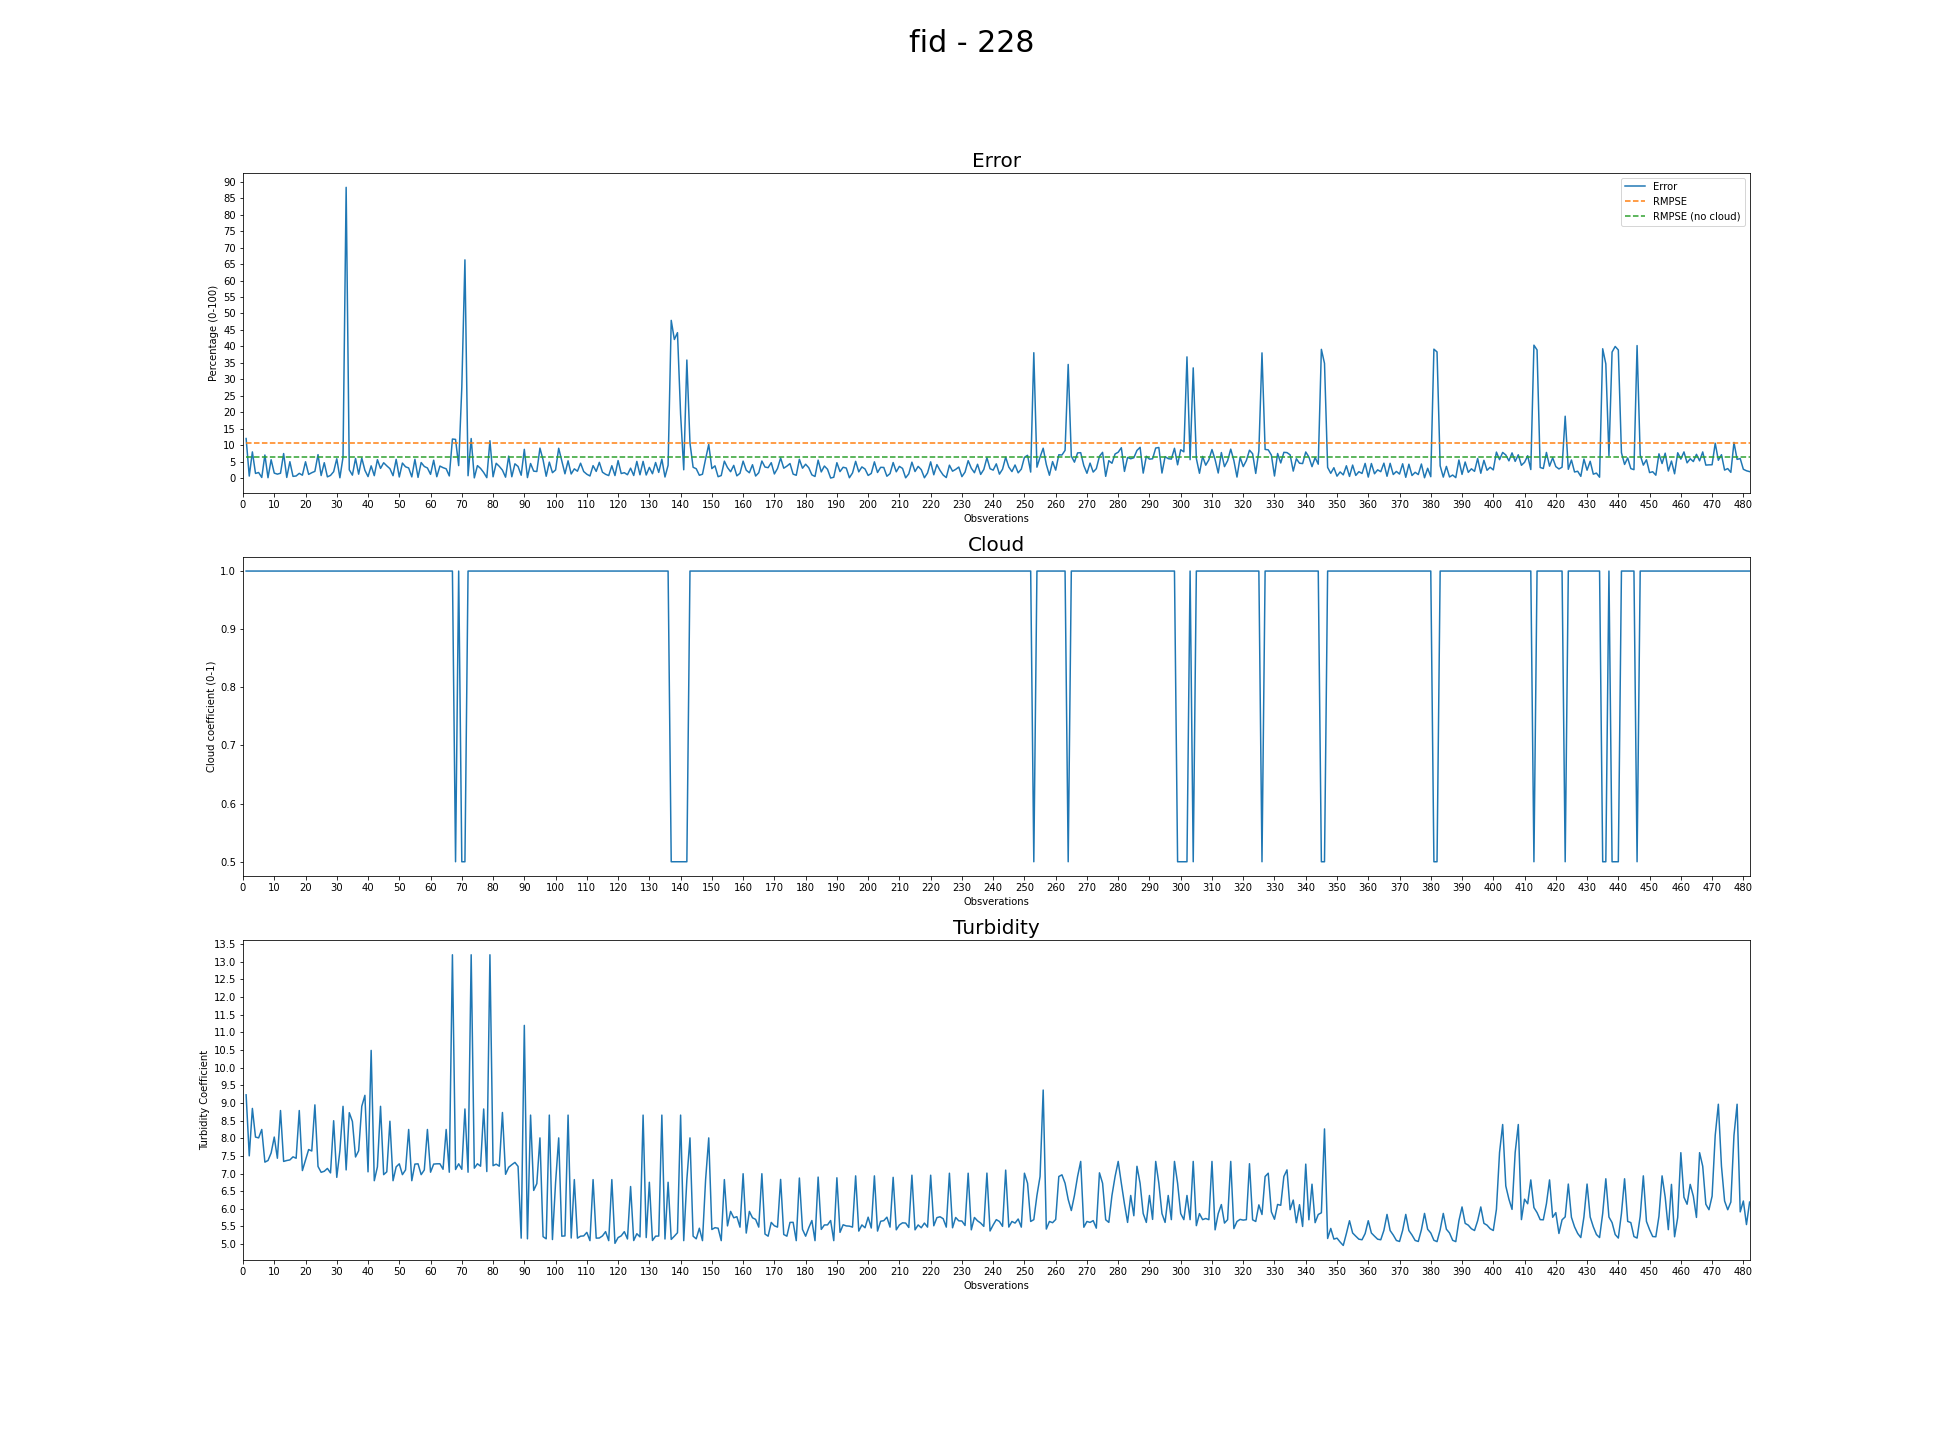 fid - 228
Error
90
85
80
75
70
65
60
55
50
45
40
35
30
25
20
15
10
5
0
Percentage (0-100)
Error
RMPSE
RMPSE (no cloud)
0 10 20 30 40 50 60 70 80 90 100 110 120 130 140 150 160 170 180 190 200 210 220 230 240 250 260 270 280 290 300 310 320 330 340 350 360 370 380 390 400 410 420 430 440 450 460 470 480
Obsverations
Cloud
1.0
0.9
0.8
0.7
0.6
0.5
Cloud coefficient (0-1)
0 10 20 30 40 50 60 70 80 90 100 110 120 130 140 150 160 170 180 190 200 210 220 230 240 250 260 270 280 290 300 310 320 330 340 350 360 370 380 390 400 410 420 430 440 450 460 470 480
Obsverations
Turbidity
13.5
13.0
12.5
12.0
11.5
11.0
10.5
10.0
9.5
9.0
8.5
8.0
7.5
7.0
6.5
6.0
5.5
5.0
Turbidity Coefficient
0 10 20 30 40 50 60 70 80 90 100 110 120 130 140 150 160 170 180 190 200 210 220 230 240 250 260 270 280 290 300 310 320 330 340 350 360 370 380 390 400 410 420 430 440 450 460 470 480
Obsverations